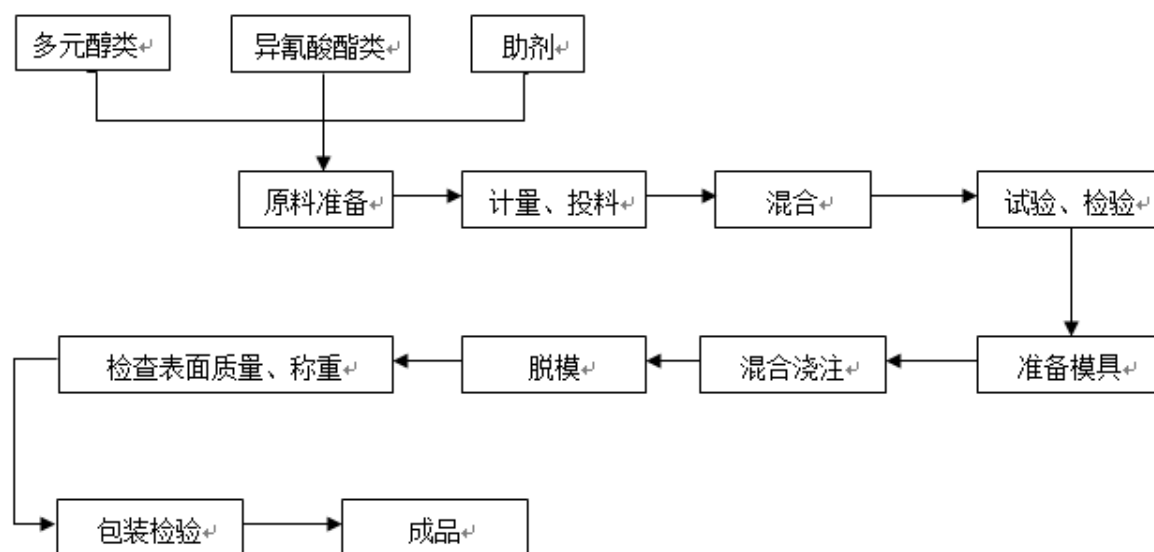 多元醇类
异氰酸酯类
助剂
原料准备
计量、投料
混合
试验、检验
检查表面质量、称重
脱模
混合浇注
准备模具
包装检验
成品